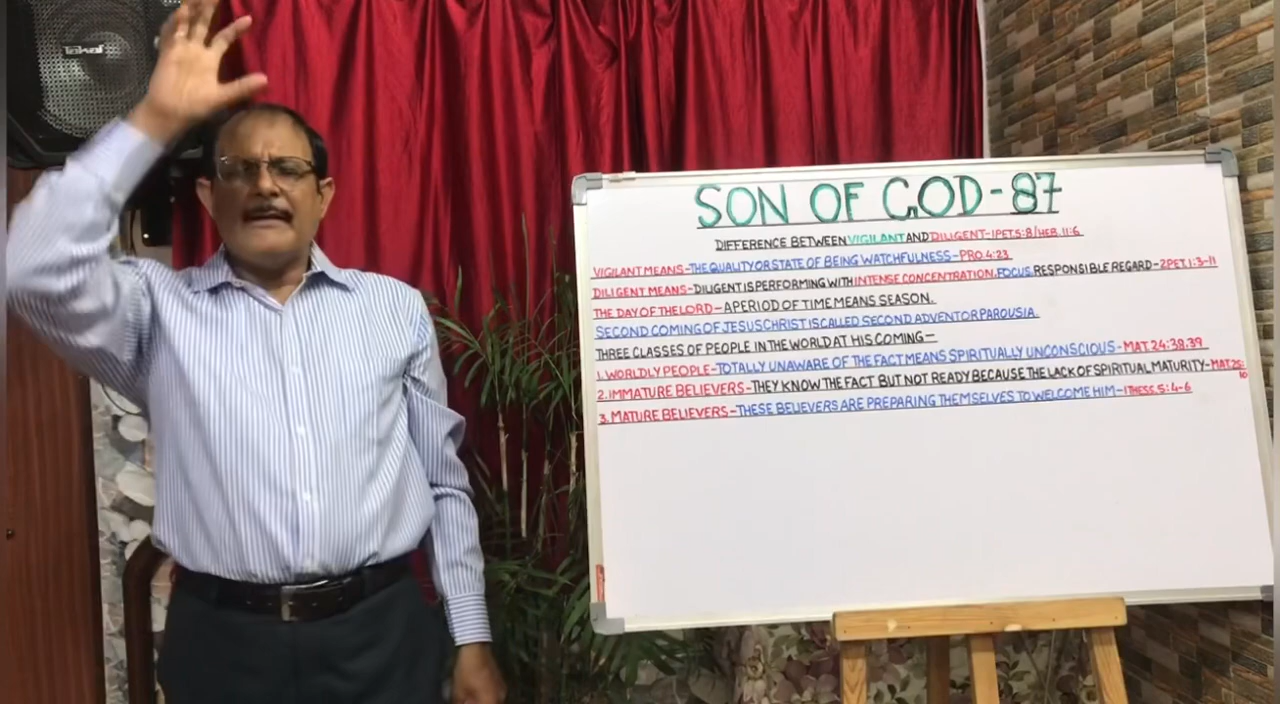 Takai
SON OF GOD-87
DIFFERENCE BETWEEN VIGILANT AND DILIGENT-1PET.5:8/HEB.11:6
VIGILANT MEANS-THE QUALITY OR STATE OF BEING WATCHFULNESS-PRO.4:23
DILIGENT MEANS-DILIGENT IS PERFORMING WITH INTENSE CONCENTRATION, FOCUS, RESPONSIBLE REGARD-2PET.1:3-11
THE DAY OF THE LORD-A PERIOD OF TIME MEANS SEASON.
SECOND COMING OF JESUS CHRIST IS CALLED SECOND ADVENT OR PAROUSIA.
THREE CLASSES OF PEOPLE IN THE WORLD AT HIS COMING-
1. WORLDLY PEOPLE-TOTALLY UNAWARE OF THE FACT MEANS SPIRITUALLY UNCONSCIOUS-MAT.24:38,39
2. IMMATURE BELIEVERS-THEY KNOW THE FACT BUT NOT READY BECAUSE THE LACK OF SPIRITUAL MATURITY-MAT.25:10
3. MATURE BELIEVERS-THESE BELIEVERS ARE PREPARING THEMSELVES TO WELCOME HIM-1THESS.5:4-6